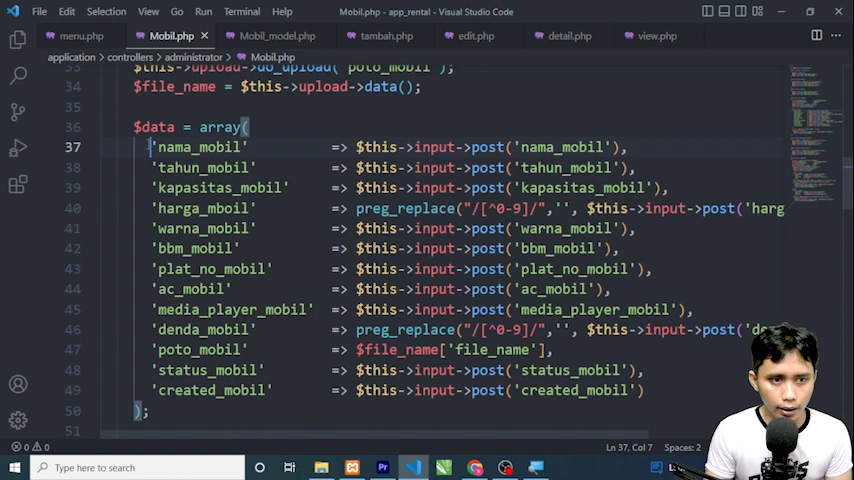 File Edit Selection View Go Run Terminal Help Mobil.php - app_rental - Visual Studio Code
menu.php Mobil.php Mobil_model.php tambah.php edit.php detail.php view.php
application > controllers > administrator > Mobil.php
33 $this->upload->do_upload('poto_mobil');
34 $file_name = $this->upload->data();
35
36 $data = array(
37 'nama_mobil' => $this->input->post('nama_mobil'),
38 'tahun_mobil' => $this->input->post('tahun_mobil'),
39 'kapasitas_mobil' => $this->input->post('kapasitas_mobil'),
40 'harga_mboil' => preg_replace("/[^0-9]/",'', $this->input->post('harg
41 'warna_mobil' => $this->input->post('warna_mobil'),
42 'bbm_mobil' => $this->input->post('bbm_mobil'),
43 'plat_no_mobil' => $this->input->post('plat_no_mobil'),
44 'ac_mobil' => $this->input->post('ac_mobil'),
45 'media_player_mobil' => $this->input->post('media_player_mobil'),
46 'denda_mobil' => preg_replace("/[^0-9]/",'', $this->input->post('de
47 'poto_mobil' => $file_name['file_name'],
48 'status_mobil' => $this->input->post('status_mobil'),
49 'created_mobil' => $this->input->post('created_mobil')
50 );
51
0 0 Ln 37, Col 7 Spaces: 2
Type here to search